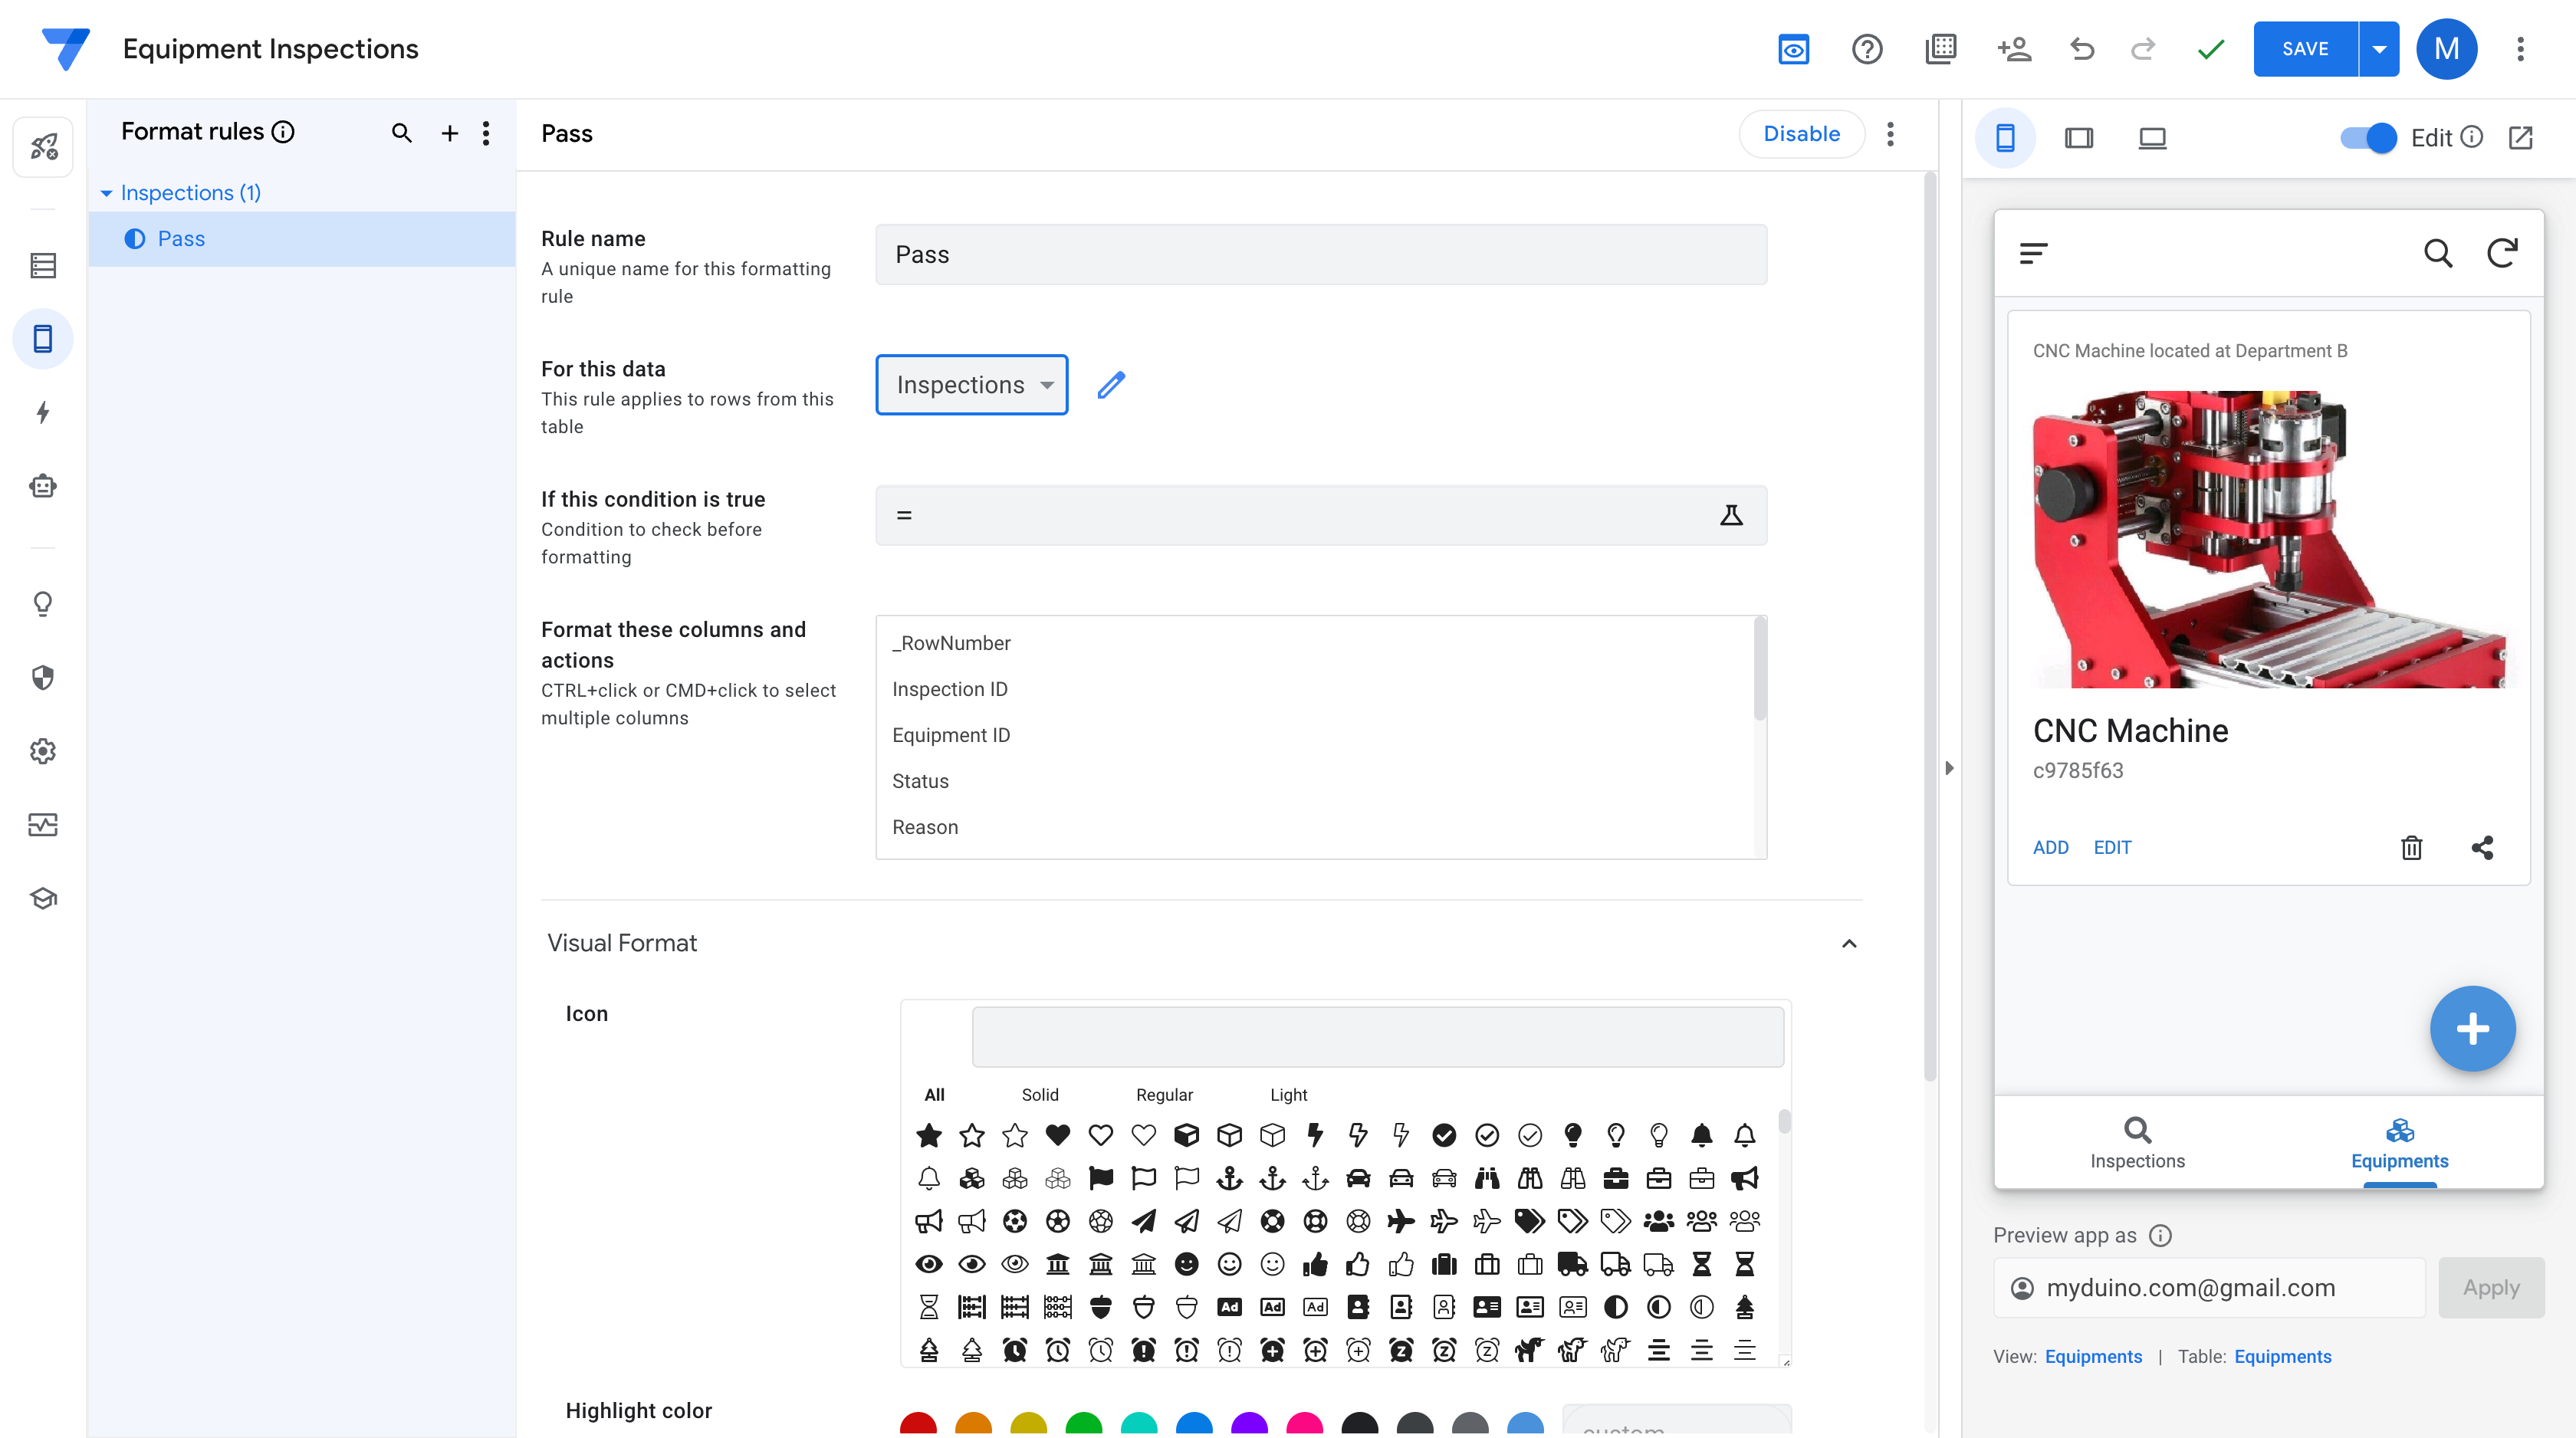 Equipment Inspections
SAVE
M
Format rules
Inspections (1)
Pass
Pass
Disable
Rule name
A unique name for this formatting
rule
Pass
For this data
This rule applies to rows from this
table
Inspections
If this condition is true
Condition to check before
formatting
=
Format these columns and
actions
CTRL+click or CMD+click to select
multiple columns
_RowNumber
Inspection ID
Equipment ID
Status
Reason
Visual Format
Icon
All
Solid
Regular
Light
Ad
Ad
Ad
Highlight color
custom
Edit
CNC Machine located at Department B
CNC Machine
c9785f63
ADD
EDIT
Inspections
Equipments
Preview app as
myduino.com@gmail.com
Apply
View: Equipments | Table: Equipments